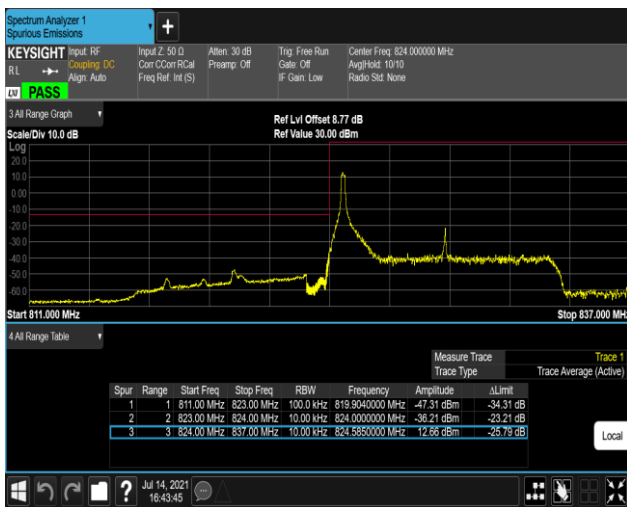 Spectrum Analyzer 1
Spurious Emissions
+
KEYSIGHT Input: RF Input Z: 50 Ω Atten: 30 dB Trig: Free Run Center Freq: 824.000000 MHz
Coupling: DC Corr CCorr RCal Preamp: Off Gate: Off Avg|Hold: 10/10
RL Align: Auto Freq Ref: Int (S) IF Gain: Low Radio Std: None
LXI PASS
3 All Range Graph
Ref Lvl Offset 8.77 dB
Scale/Div 10.0 dB Ref Value 30.00 dBm
Log
20.0
10.0
0.00
-10.0
-20.0
-30.0
-40.0
-50.0
-60.0
Start 811.000 MHz Stop 837.000 MHz
4 All Range Table
Measure Trace Trace 1
Trace Type Trace Average (Active)
Spur Range Start Freq Stop Freq RBW Frequency Amplitude ΔLimit
1 1 811.00 MHz 823.00 MHz 100.0 kHz 819.9040000 MHz -47.31 dBm -34.31 dB
2 2 823.00 MHz 824.00 MHz 10.00 kHz 824.0000000 MHz -36.21 dBm -23.21 dB
3 3 824.00 MHz 837.00 MHz 10.00 kHz 824.5850000 MHz 12.66 dBm -25.79 dB
Local
? Jul 14, 2021
16:43:45